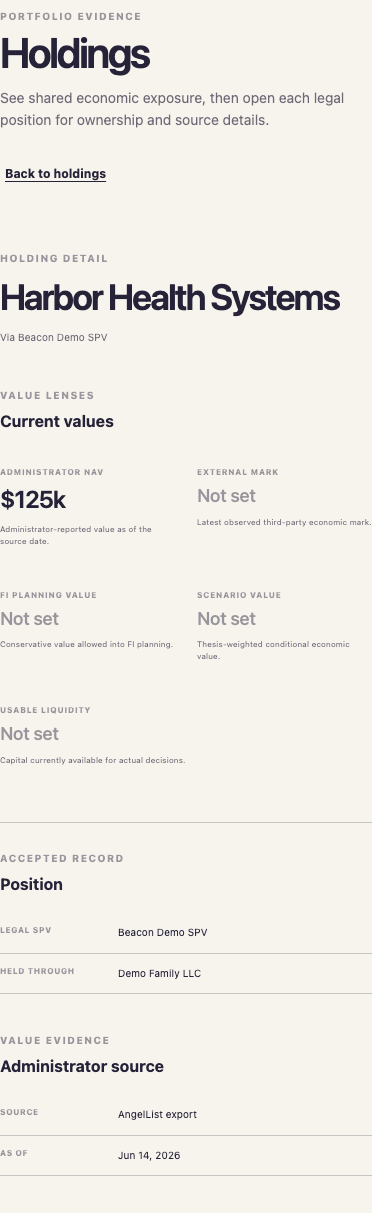 PORTFOLIO EVIDENCE
Holdings
See shared economic exposure, then open each legal
position for ownership and source details.
Back to holdings
HOLDING DETAIL
Harbor Health Systems
Via Beacon Demo SPV
VALUE LENSES
Current values
ADMINISTRATOR NAV
$125k
Administrator-reported value as of the
source date.
EXTERNAL MARK
Not set
Latest observed third-party economic mark.
FI PLANNING VALUE
Not set
Conservative value allowed into FI planning.
SCENARIO VALUE
Not set
Thesis-weighted conditional economic
value.
USABLE LIQUIDITY
Not set
Capital currently available for actual decisions.
ACCEPTED RECORD
Position
LEGAL SPV Beacon Demo SPV
HELD THROUGH Demo Family LLC
VALUE EVIDENCE
Administrator source
SOURCE AngelList export
AS OF Jun 14, 2026